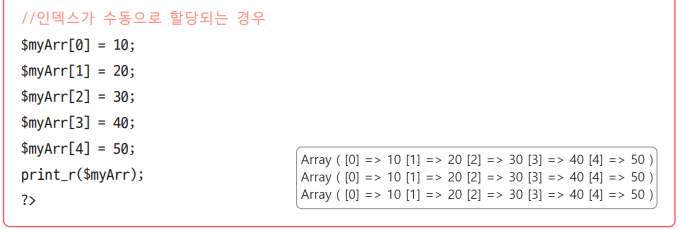 //인덱스가 수동으로 할당되는 경우
$myArr[0] = 10;
$myArr[1] = 20;
$myArr[2] = 30;
$myArr[3] = 40;
$myArr[4] = 50;
print_r($myArr);
?>
Array ( [0] => 10 [1] => 20 [2] => 30 [3] => 40 [4] => 50 )
Array ( [0] => 10 [1] => 20 [2] => 30 [3] => 40 [4] => 50 )
Array ( [0] => 10 [1] => 20 [2] => 30 [3] => 40 [4] => 50 )